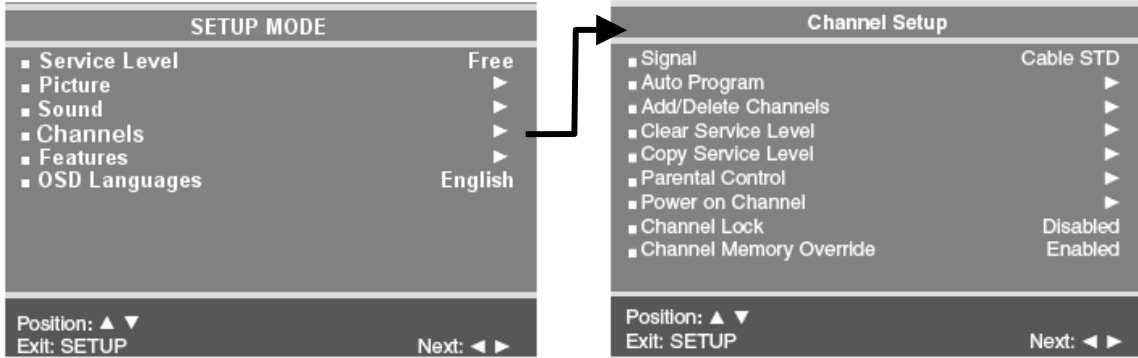 SETUP MODE
■ Service Level Free
■ Picture ►
■ Sound ►
■ Channels ►
■ Features ►
■ OSD Languages English
Position: ▲ ▼
Exit: SETUP Next: ◄ ►
Channel Setup
■ Signal Cable STD
■ Auto Program ►
■ Add/Delete Channels ►
■ Clear Service Level ►
■ Copy Service Level ►
■ Parental Control ►
■ Power on Channel ►
■ Channel Lock Disabled
■ Channel Memory Override Enabled
Position: ▲ ▼
Exit: SETUP Next: ◄ ►